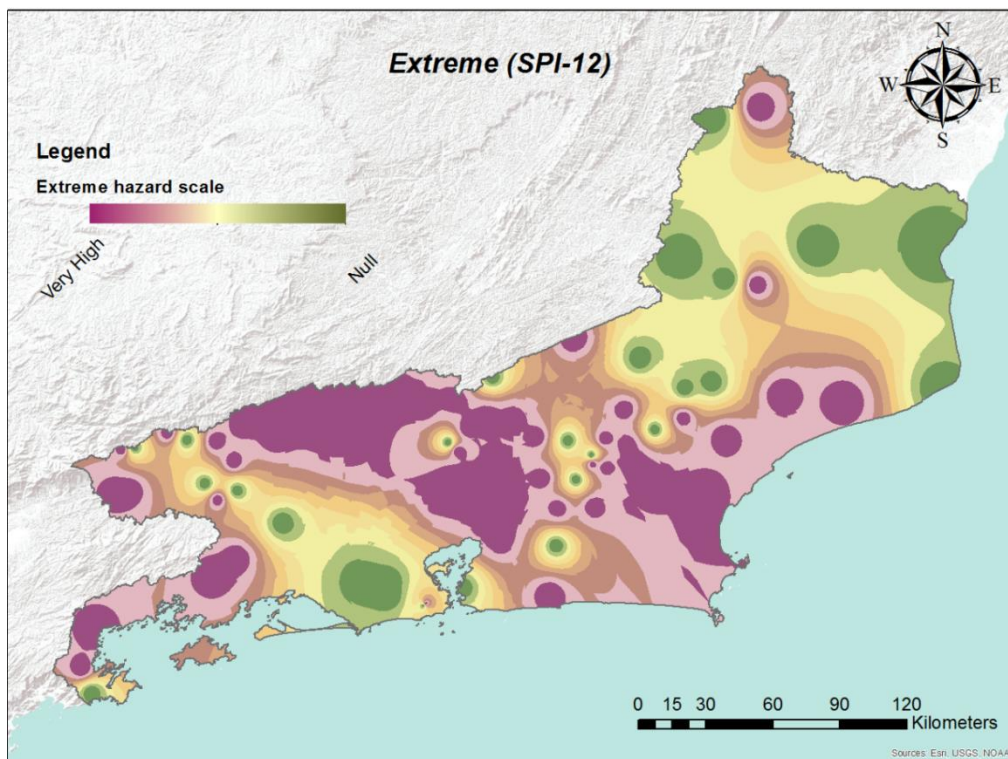 Extreme (SPI-12)
N
W E
S
Legend
Extreme hazard scale
Very High
Null
0 15 30 60 90 120
Kilometers
Sources: Esri, USGS, NOAA